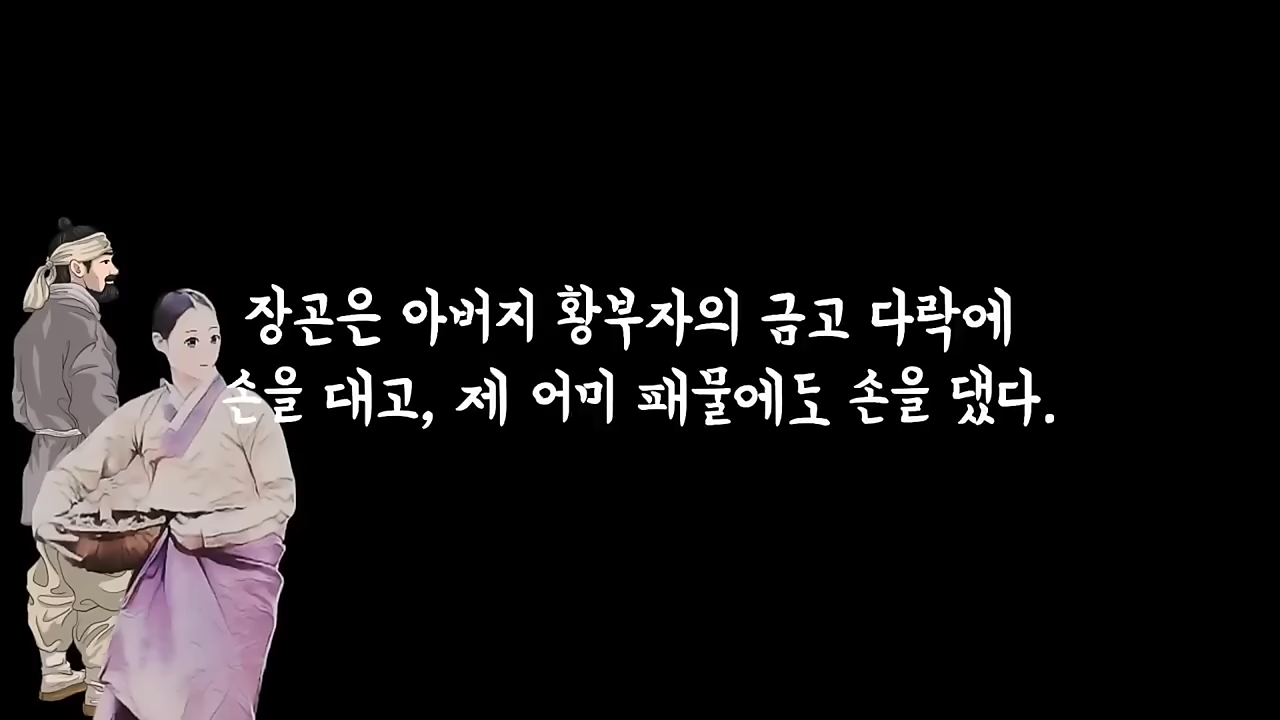 장곤은 아버지 황부자의 금고 다락에
손을 대고, 제 어미 패물에도 손을 댔다.